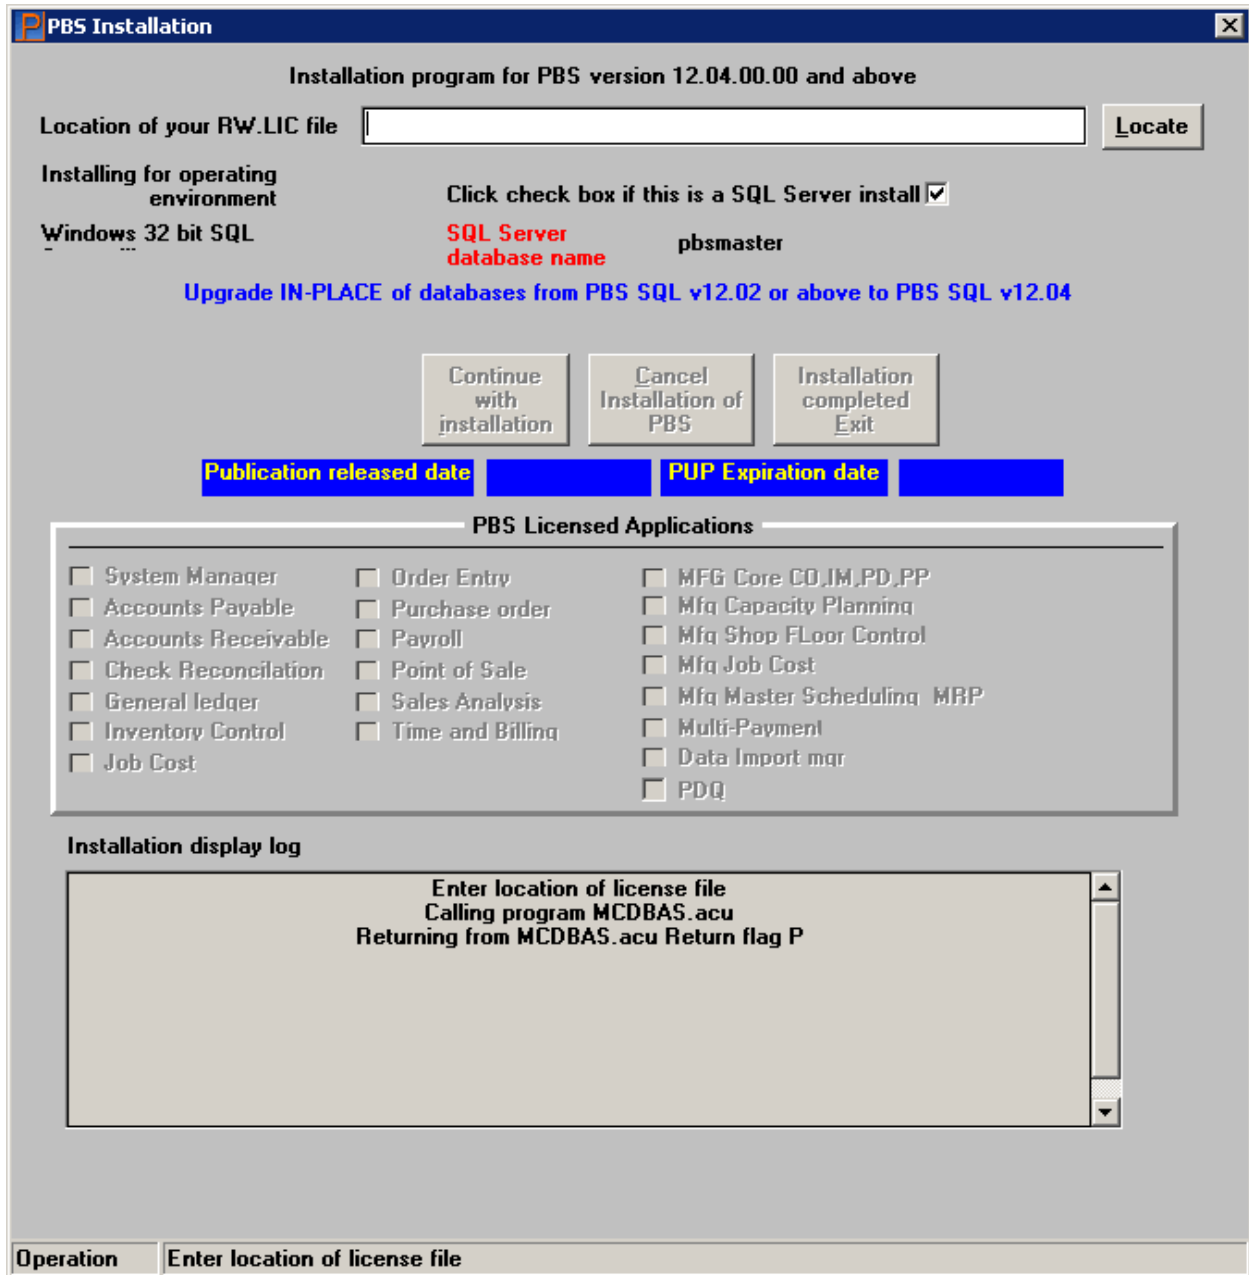 PBS Installation
Installation program for PBS version 12.04.00.00 and above
Location of your RW.LIC file
Locate
Installing for operating
environment
Click check box if this is a SQL Server install
Windows 32 bit SQL
SQL Server
database name
pbsmaster
Upgrade IN-PLACE of databases from PBS SQL v12.02 or above to PBS SQL v12.04
Continue
with
installation
Cancel
Installation of
PBS
Installation
completed
Exit
Publication released date
PUP Expiration date
PBS Licensed Applications
System Manager
Accounts Payable
Accounts Receivable
Check Reconcilation
General ledger
Inventory Control
Job Cost
Order Entry
Purchase order
Payroll
Point of Sale
Sales Analysis
Time and Billing
MFG Core CO,IM,PD,PP
Mfg Capacity Planning
Mfg Shop FLoor Control
Mfg Job Cost
Mfg Master Scheduling MRP
Multi-Payment
Data Import mgr
PDQ
Installation display log
Enter location of license file
Calling program MCDBAS.acu
Returning from MCDBAS.acu Return flag P
Operation
Enter location of license file